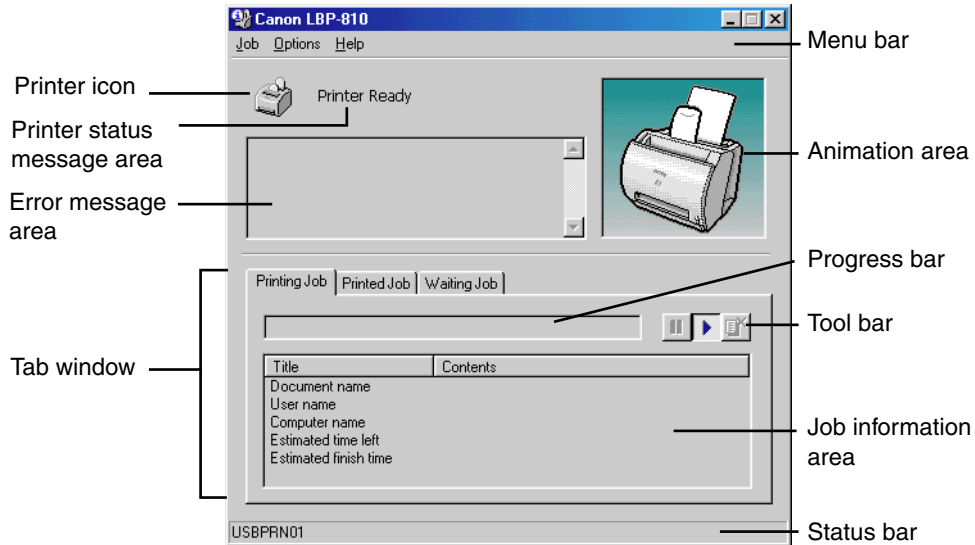 Canon LBP-810
Job Options Help
Menu bar
Printer icon
Printer Ready
Printer status
message area
Animation area
Error message
area
Progress bar
Printing Job Printed Job Waiting Job
Tool bar
Tab window
Title Contents
Document name
User name
Computer name
Estimated time left
Estimated finish time
Job information
area
USBPRN01
Status bar